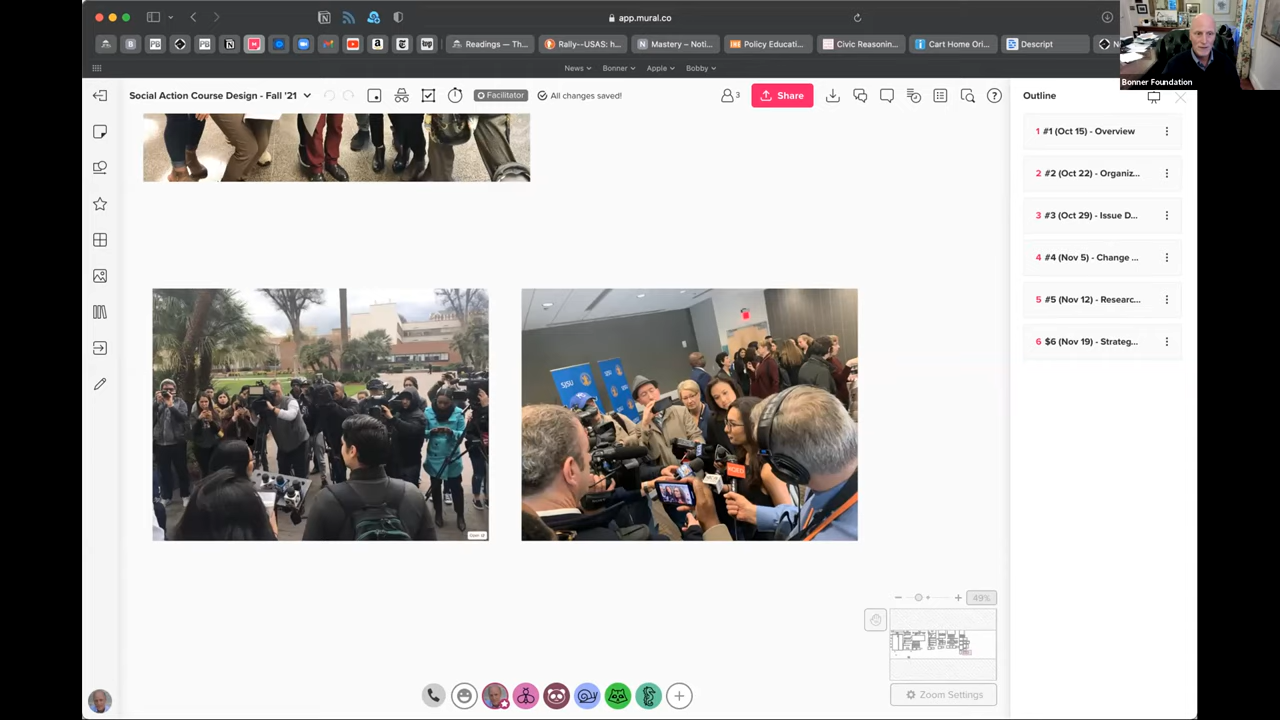 app.mural.co
Readings — Th...
Rally--USAS: h...
Mastery – Noti...
Policy Educati...
Civic Reasonin...
Cart Home Ori...
Descript
News
Bonner
Apple
Bobby
Bonner Foundation
Social Action Course Design - Fall '21
Facilitator
All changes saved!
3
Share
Outline
1 #1 (Oct 15) - Overview
2 #2 (Oct 22) - Organiz...
3 #3 (Oct 29) - Issue D...
4 #4 (Nov 5) - Change ...
5 #5 (Nov 12) - Researc...
6 $6 (Nov 19) - Strateg...
SJSU
49%
Zoom Settings